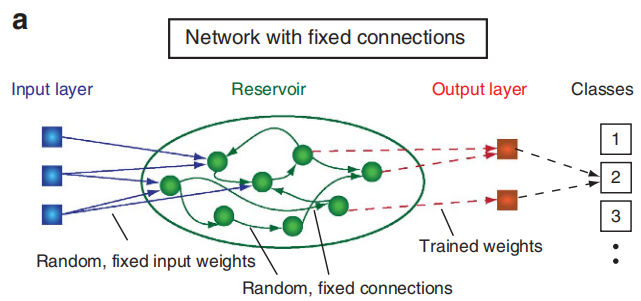 a
Network with fixed connections
Input layer
Reservoir
Output layer
Classes
1
2
3
Random, fixed input weights
Trained weights
Random, fixed connections